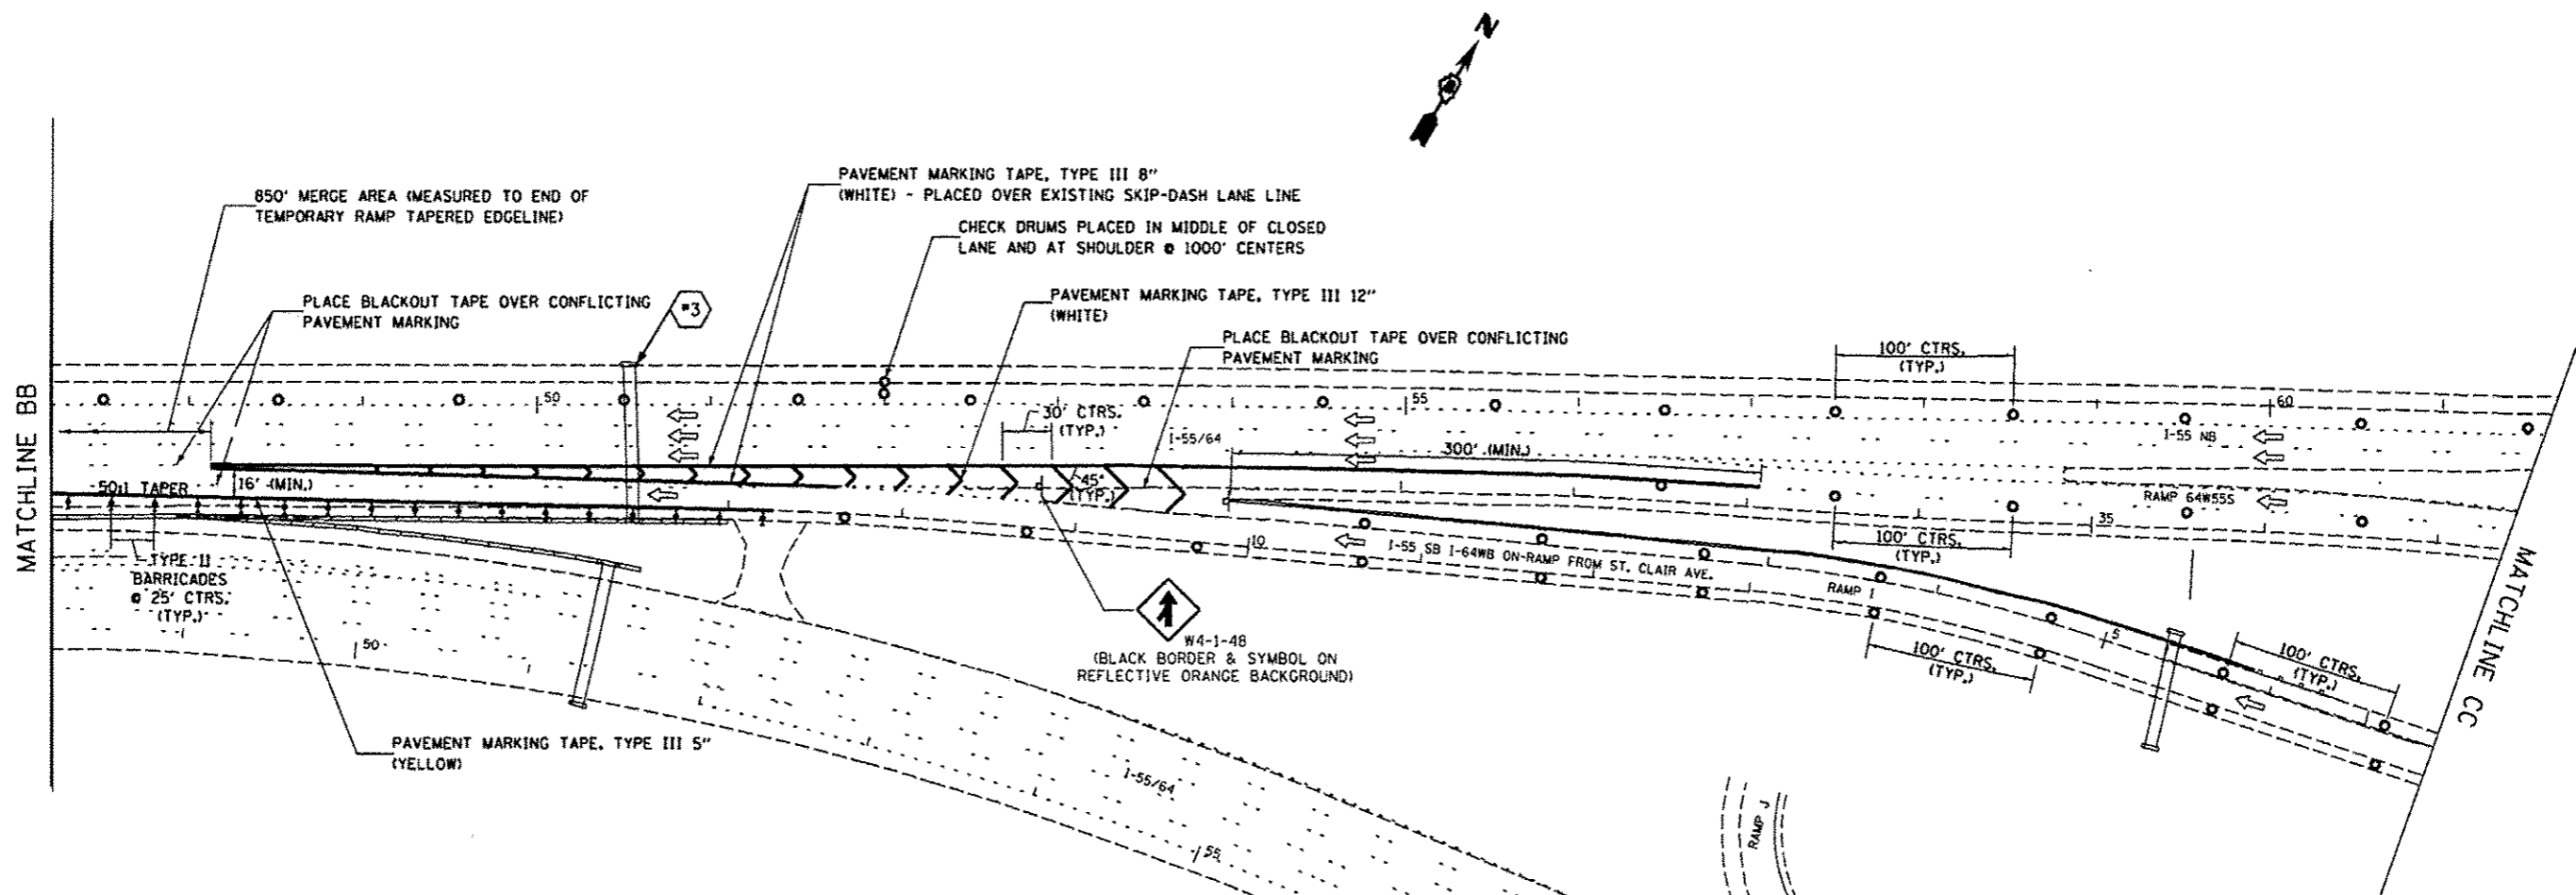 N
850' MERGE AREA (MEASURED TO END OF
TEMPORARY RAMP TAPERED EDGELINE)
PAVEMENT MARKING TAPE, TYPE III 8"
(WHITE) - PLACED OVER EXISTING SKIP-DASH LANE LINE
CHECK DRUMS PLACED IN MIDDLE OF CLOSED
LANE AND AT SHOULDER @ 1000' CENTERS
PLACE BLACKOUT TAPE OVER CONFLICTING
PAVEMENT MARKING
#3
PAVEMENT MARKING TAPE, TYPE III 12"
(WHITE)
PLACE BLACKOUT TAPE OVER CONFLICTING
PAVEMENT MARKING
100' CTRS.
(TYP.)
MATCHLINE BB
50
30' CTRS.
(TYP.)
55
60
I-55/64
I-55 NB
300' (MIN.)
50:1 TAPER
16' (MIN.)
45'
(TYP.)
RAMP 64W55S
35
100' CTRS.
(TYP.)
10
I-55 SB I-64WB ON-RAMP FROM ST. CLAIR AVE.
RAMP I
TYPE II
BARRICADES
@ 25' CTRS.
(TYP.)
W4-1-48
(BLACK BORDER & SYMBOL ON
REFLECTIVE ORANGE BACKGROUND)
5
100' CTRS.
(TYP.)
100' CTRS.
(TYP.)
MATCHLINE CC
50
PAVEMENT MARKING TAPE, TYPE III 5"
(YELLOW)
I-55/64
55
RAMP J